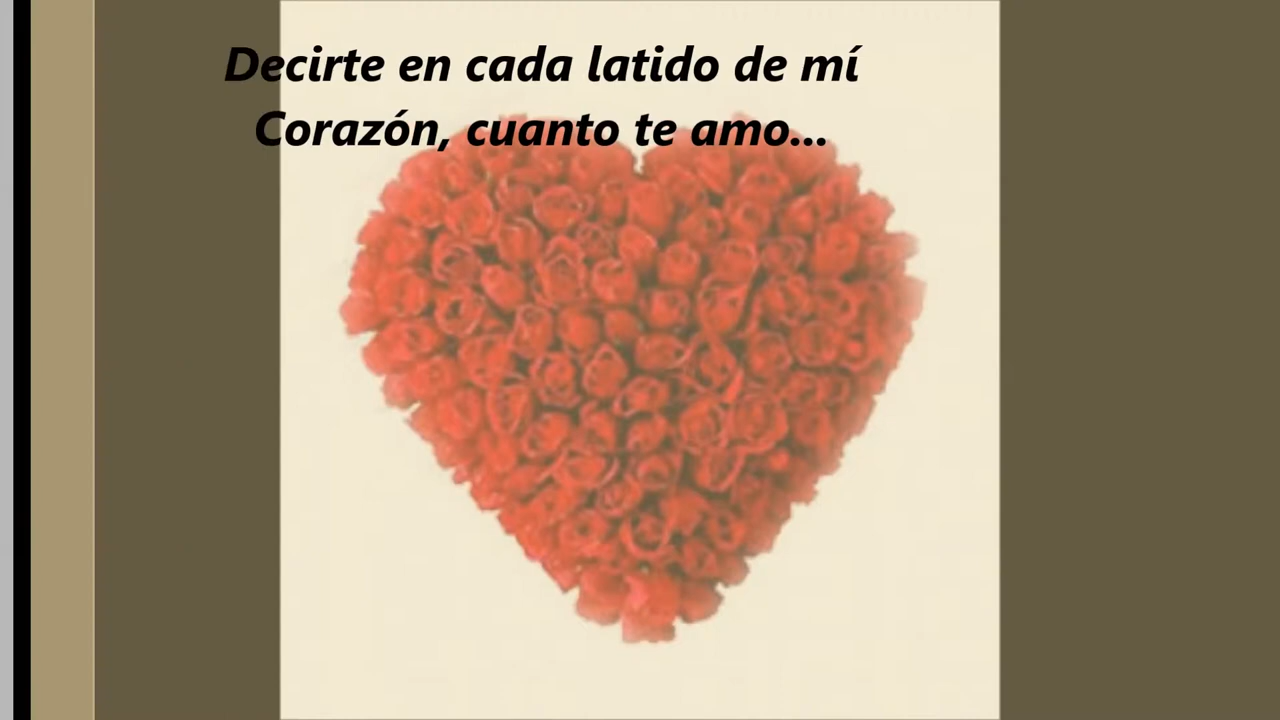 Decirte en cada latido de mí
Corazón, cuanto te amo...